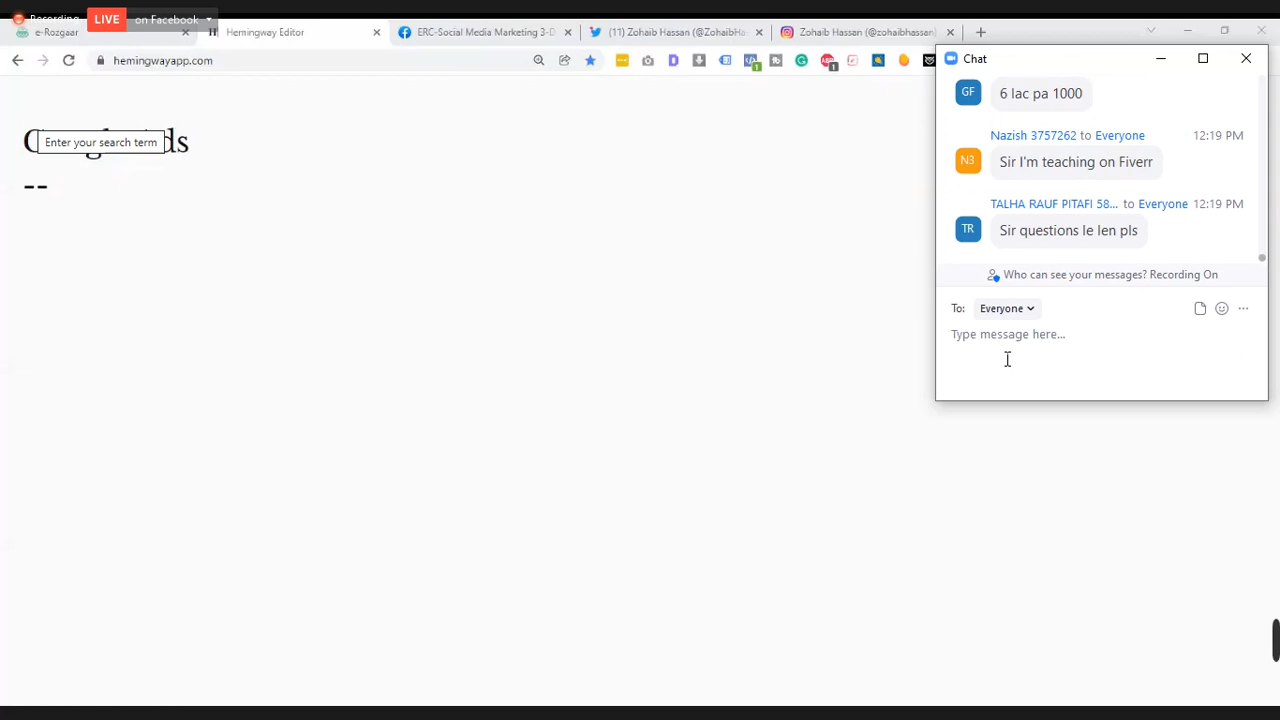 Recording
LIVE on Facebook
e-Rozgaar
Hemingway Editor
ERC-Social Media Marketing 3-D
(11) Zohaib Hassan (@ZohaibHa
Zohaib Hassan (@zohaibhassan
hemingwayapp.com
Enter your search term
ds
--
Chat
GF
6 lac pa 1000
Nazish 3757262 to Everyone 12:19 PM
N3
Sir I'm teaching on Fiverr
TALHA RAUF PITAFI 58... to Everyone 12:19 PM
TR
Sir questions le len pls
Who can see your messages? Recording On
To: Everyone
Type message here...